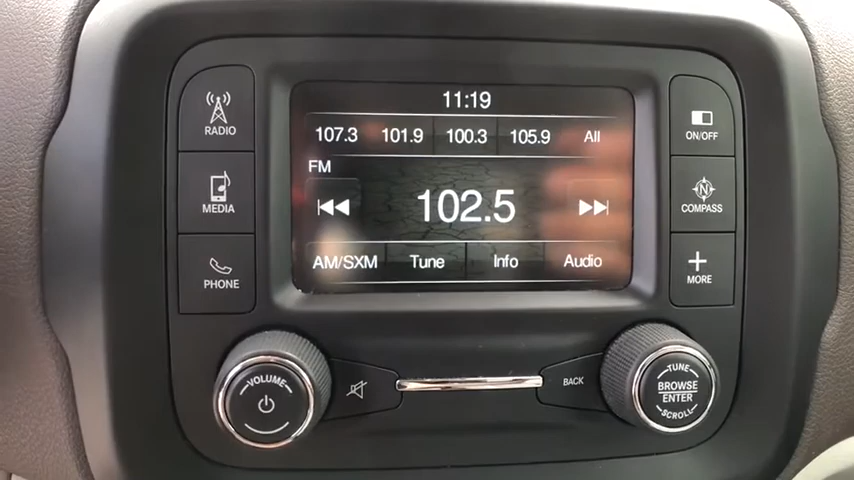 11:19
107.3 101.9 100.3 105.9 All
FM
102.5
AM/SXM Tune Info Audio
RADIO
MEDIA
PHONE
ON/OFF
COMPASS
N
MORE
VOLUME
BACK
TUNE
BROWSE
ENTER
SCROLL